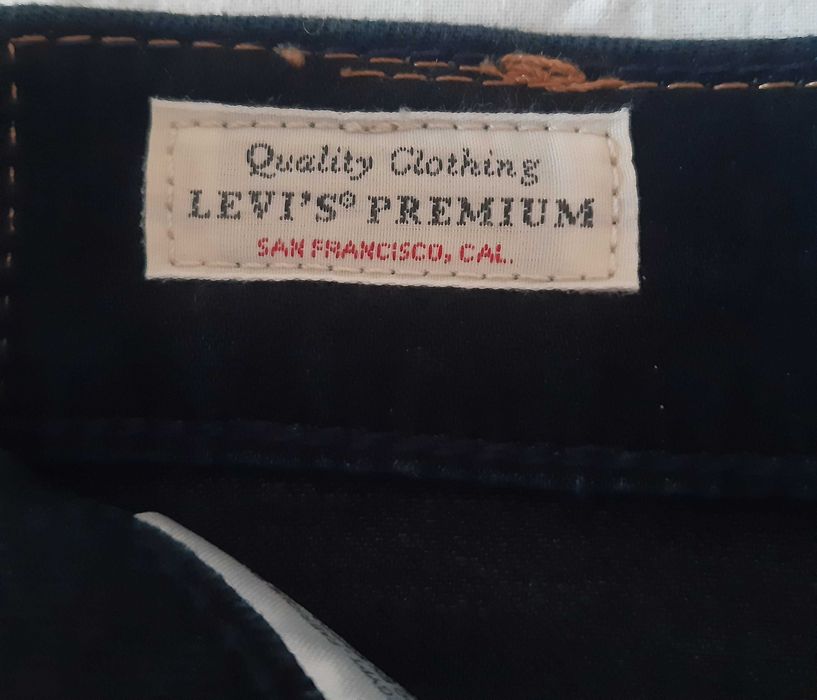 Quality Clothing
LEVI'S® PREMIUM
SAN FRANCISCO, CAL.